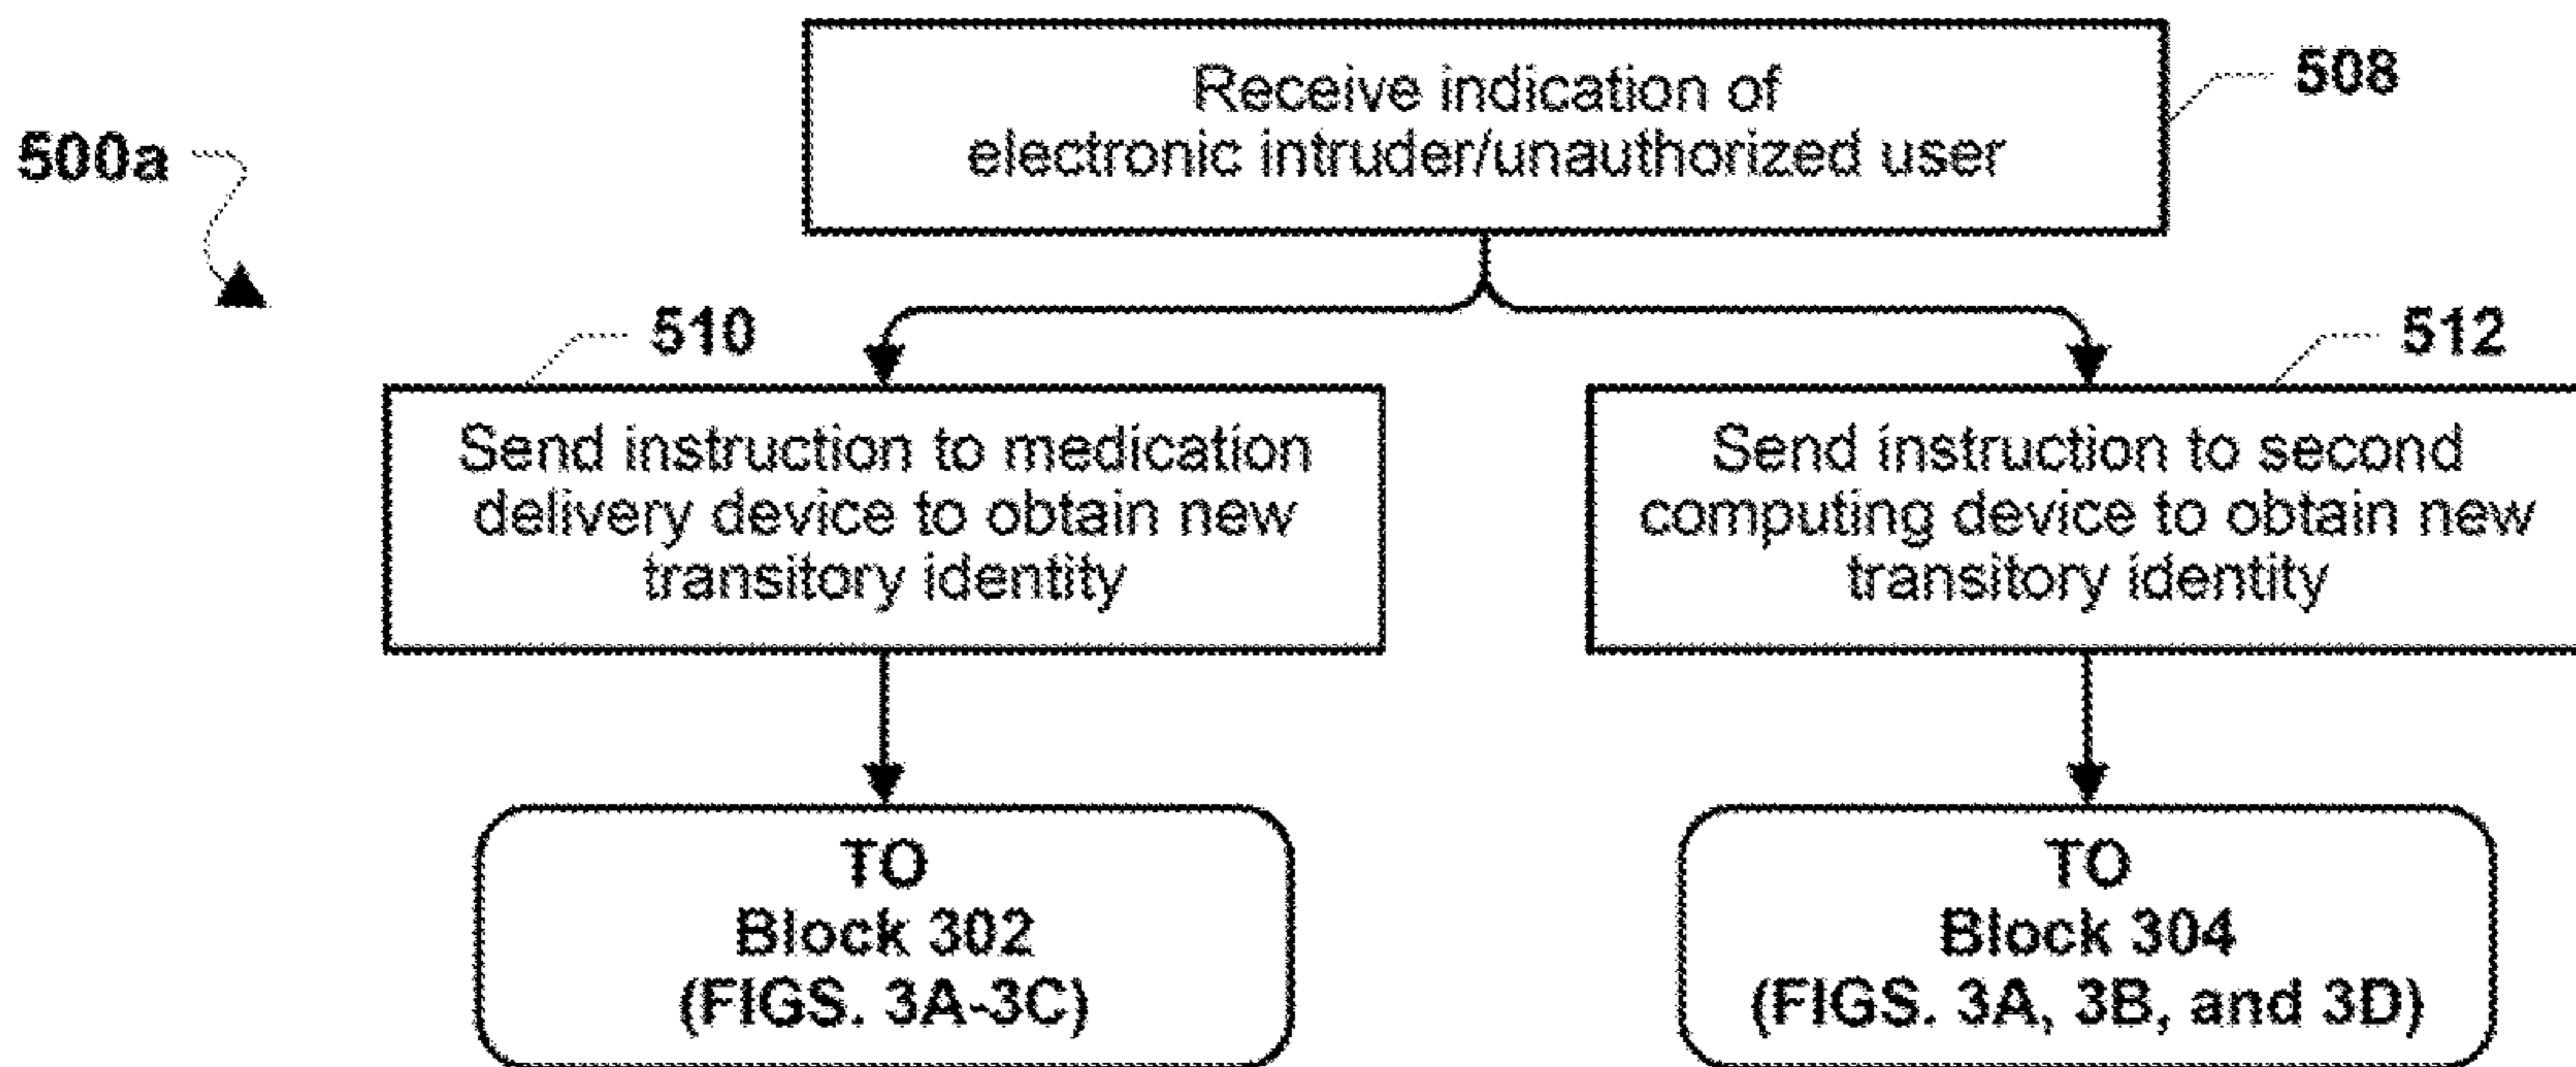 500a
Receive indication of
electronic intruder/unauthorized user
508
510
Send instruction to medication
delivery device to obtain new
transitory identity
512
Send instruction to second
computing device to obtain new
transitory identity
TO
Block 302
(FIGS. 3A-3C)
TO
Block 304
(FIGS. 3A, 3B, and 3D)